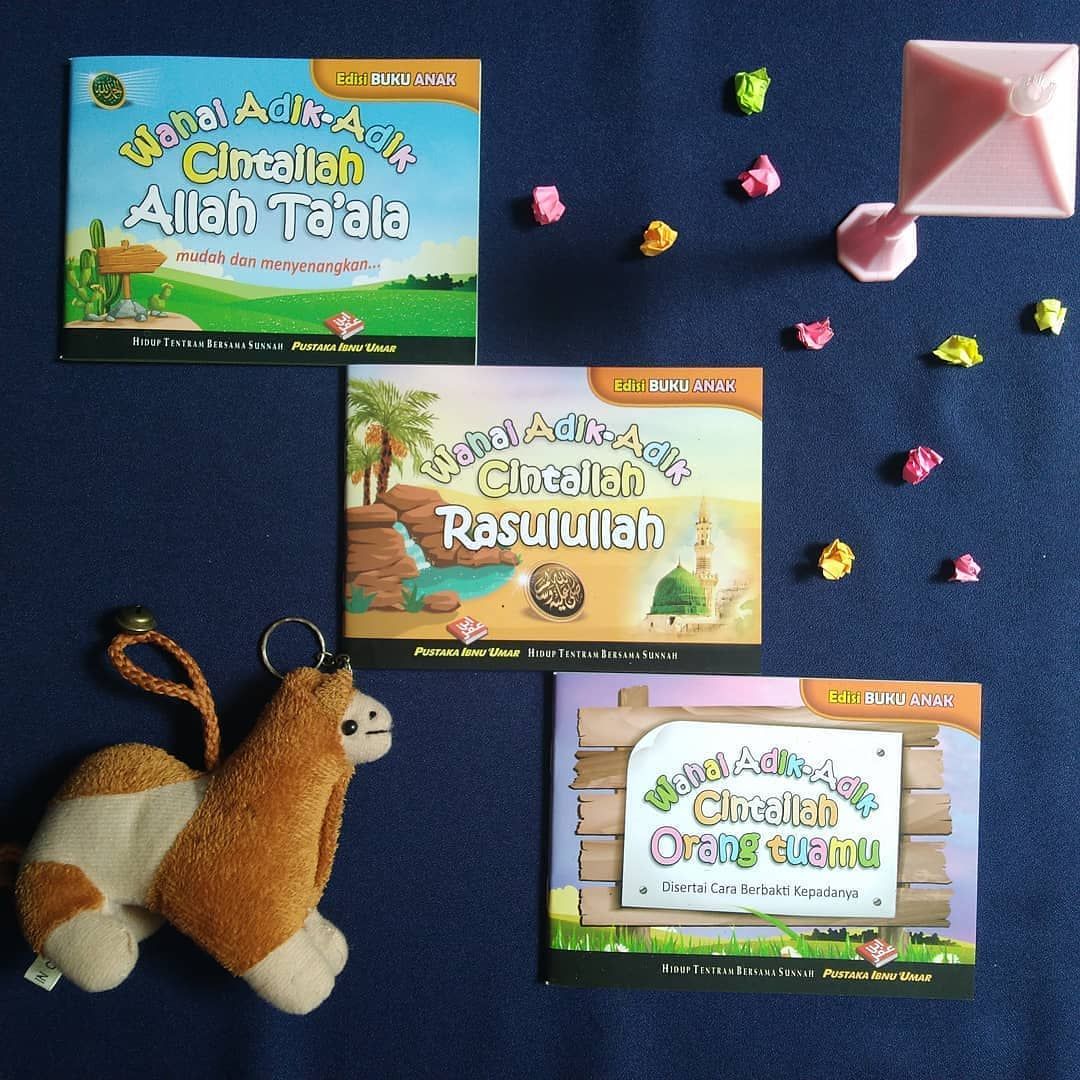 Edisi BUKU ANAK
Wahai Adik-Adik
Cintailah
Allah Ta'ala
mudah dan menyenangkan...
HIDUP TENTRAM BERSAMA SUNNAH PUSTAKA IBNU 'UMAR
Edisi BUKU ANAK
Wahai Adik-Adik
Cintailah
Rasulullah
PUSTAKA IBNU 'UMAR HIDUP TENTRAM BERSAMA SUNNAH
Edisi BUKU ANAK
Wahai Adik-Adik
Cintailah
Orang tuamu
Disertai Cara Berbakti Kepadanya
HIDUP TENTRAM BERSAMA SUNNAH PUSTAKA IBNU 'UMAR